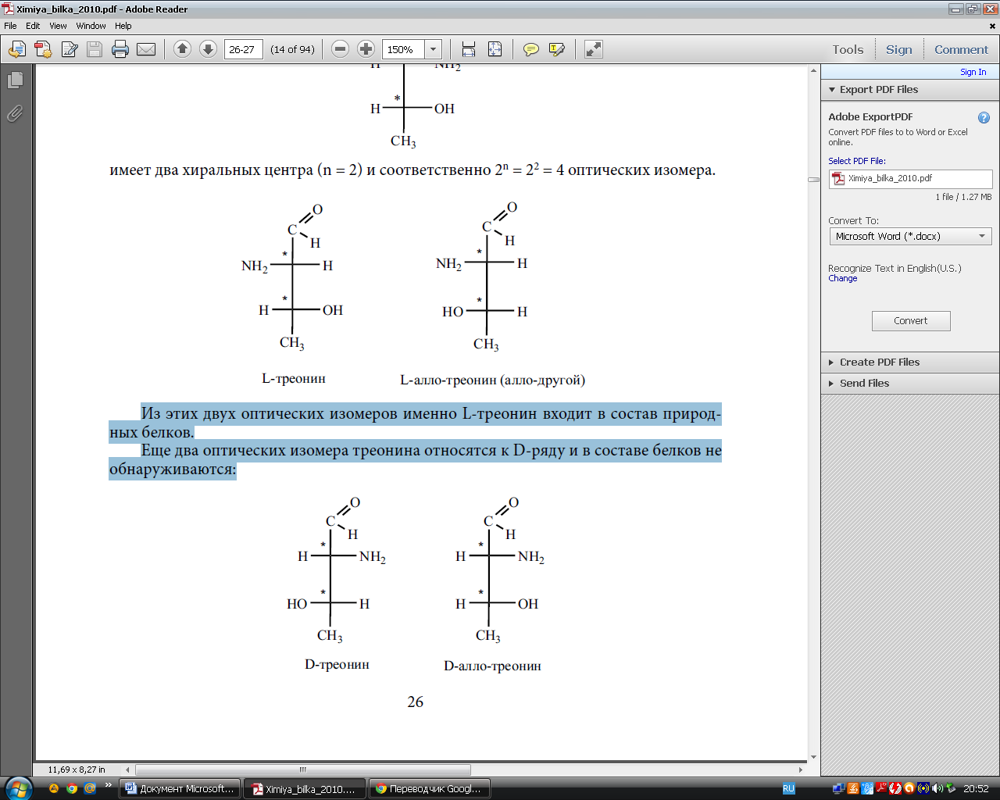 Ximiya_bilka_2010.pdf - Adobe Reader
File Edit View Window Help
26-27 (14 of 94) 150% Tools Sign Comment
Sign In
Export PDF Files
Adobe ExportPDF
Convert PDF files to to Word or Excel
online.
Select PDF File:
Ximiya_bilka_2010.pdf
1 file / 1.27 MB
Convert To:
Microsoft Word (*.docx)
Recognize Text in English(U.S.)
Change
Convert
Create PDF Files
Send Files
H NH2
*
H OH
CH3
имеет два хиральных центра (n = 2) и соответственно 2ⁿ = 2² = 4 оптических изомера.
O
C
H
*
NH2 H
*
H OH
CH3
L-треонин
O
C
H
*
NH2 H
*
HO H
CH3
L-алло-треонин (алло-другой)
Из этих двух оптических изомеров именно L-треонин входит в состав природ-
ных белков.
Еще два оптических изомера треонина относятся к D-ряду и в составе белков не
обнаруживаются:
O
C
H
*
H NH2
*
HO H
CH3
D-треонин
O
C
H
*
H NH2
*
H OH
CH3
D-алло-треонин
26
11,69 x 8,27 in
Документ Microsoft... Ximiya_bilka_2010.... Переводчик Googl... RU 20:52